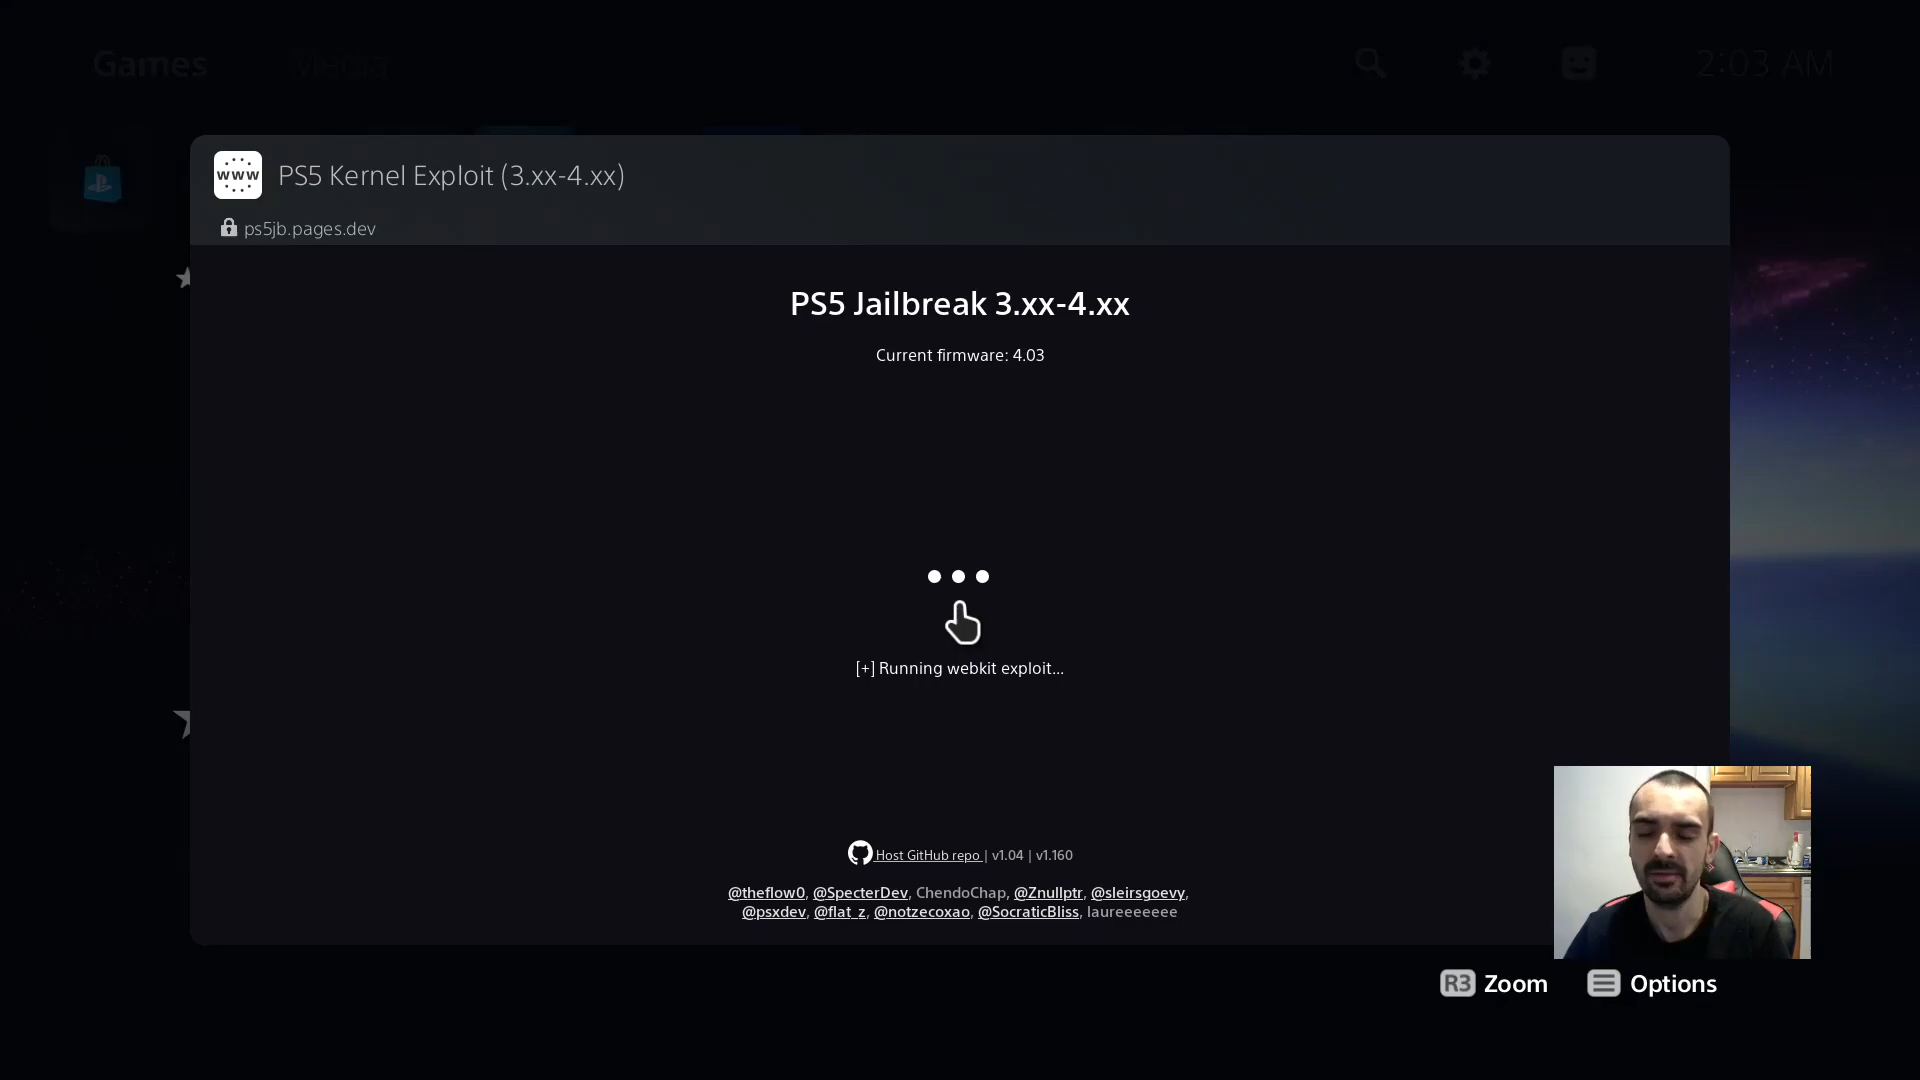 Games Media
2:03 AM
www
PS5 Kernel Exploit (3.xx-4.xx)
ps5jb.pages.dev
PS5 Jailbreak 3.xx-4.xx
Current firmware: 4.03
[+] Running webkit exploit...
Host GitHub repo | v1.04 | v1.160
@theflow0, @SpecterDev, ChendoChap, @Znullptr, @sleirsgoevy,
@psxdev, @flat_z, @notzecoxao, @SocraticBliss, laureeeeeee
R3 Zoom Options